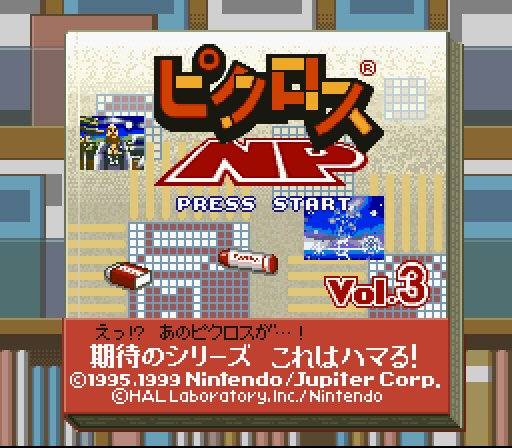 ピクロス®
NP
PRESS START
Vol.3
えっ!? あのピクロスが…!
期待のシリーズ これはハマる!
©1995,1999 Nintendo/Jupiter Corp.
©HAL Laboratory,Inc./Nintendo